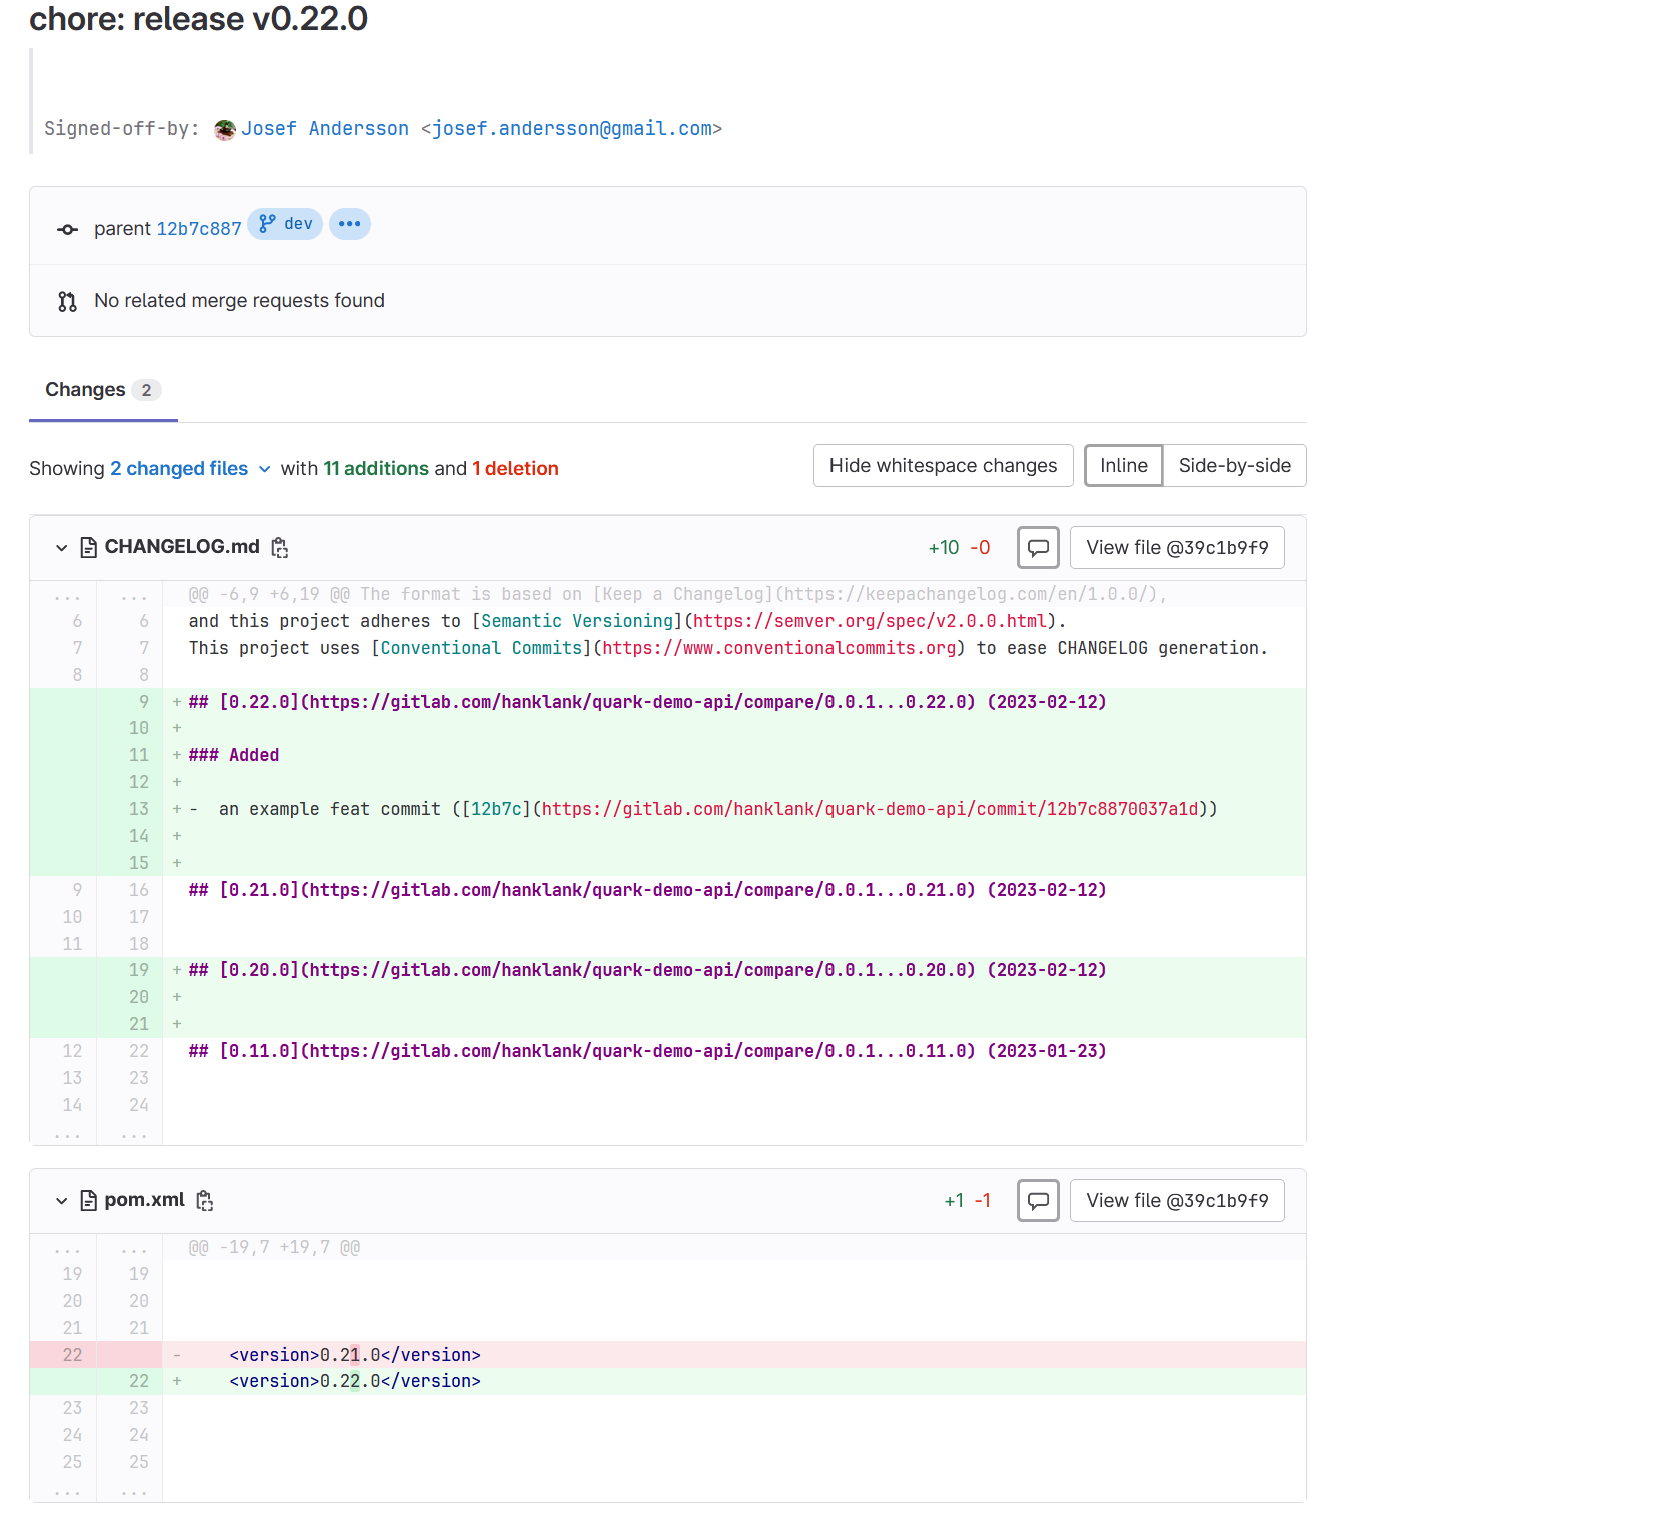 chore: release v0.22.0
Signed-off-by: Josef Andersson <josef.andersson@gmail.com>
parent 12b7c887 dev •••
No related merge requests found
Changes 2
Showing 2 changed files with 11 additions and 1 deletion
Hide whitespace changes Inline Side-by-side
CHANGELOG.md +10 -0 View file @39c1b9f9
... ... @@ -6,9 +6,19 @@ The format is based on [Keep a Changelog](https://keepachangelog.com/en/1.0.0/),
6 6 and this project adheres to [Semantic Versioning](https://semver.org/spec/v2.0.0.html).
7 7 This project uses [Conventional Commits](https://www.conventionalcommits.org) to ease CHANGELOG generation.
8 8
9 + ## [0.22.0](https://gitlab.com/hanklank/quark-demo-api/compare/0.0.1...0.22.0) (2023-02-12)
10 +
11 + ### Added
12 +
13 + - an example feat commit ([12b7c](https://gitlab.com/hanklank/quark-demo-api/commit/12b7c8870037a1d))
14 +
15 +
9 16 ## [0.21.0](https://gitlab.com/hanklank/quark-demo-api/compare/0.0.1...0.21.0) (2023-02-12)
10 17
11 18
19 + ## [0.20.0](https://gitlab.com/hanklank/quark-demo-api/compare/0.0.1...0.20.0) (2023-02-12)
20 +
21 +
12 22 ## [0.11.0](https://gitlab.com/hanklank/quark-demo-api/compare/0.0.1...0.11.0) (2023-01-23)
13 23
14 24
... ...
pom.xml +1 -1 View file @39c1b9f9
... ... @@ -19,7 +19,7 @@
19 19
20 20
21 21
22 - <version>0.21.0</version>
22 + <version>0.22.0</version>
23 23
24 24
25 25
... ...